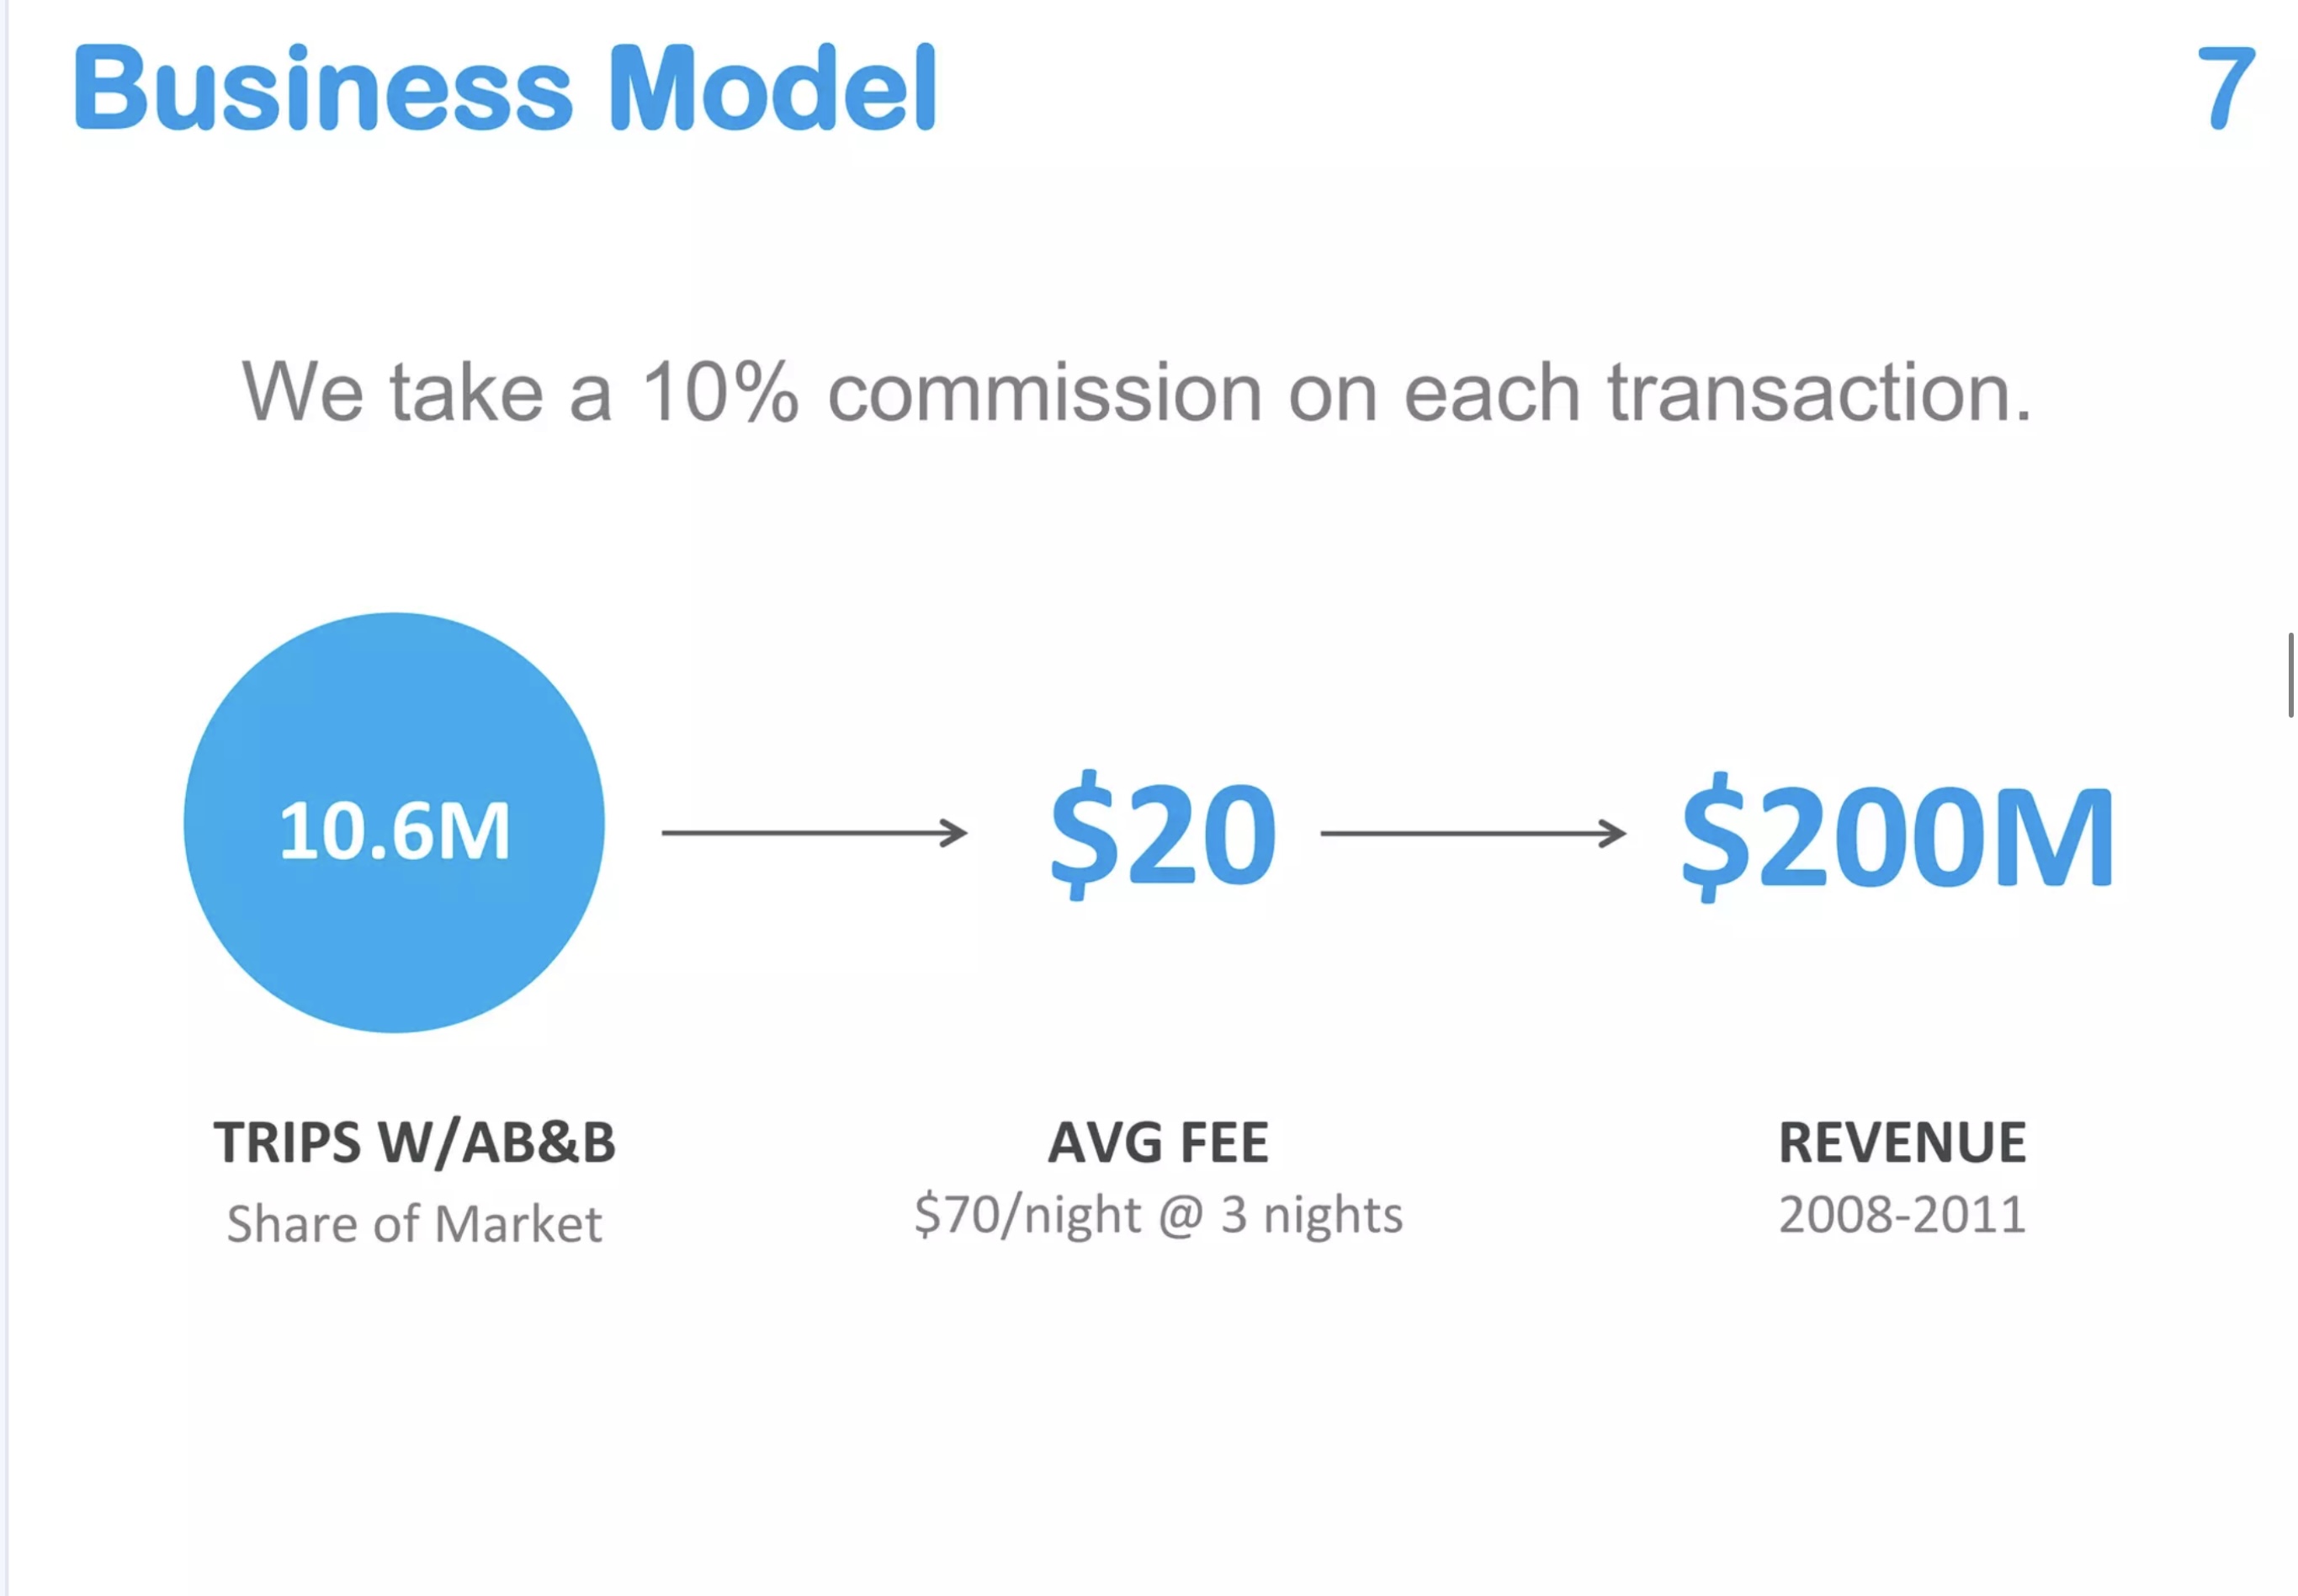 Business Model
7
We take a 10% commission on each transaction.
10.6M
$20
$200M
TRIPS W/AB&B
Share of Market
AVG FEE
$70/night @ 3 nights
REVENUE
2008-2011